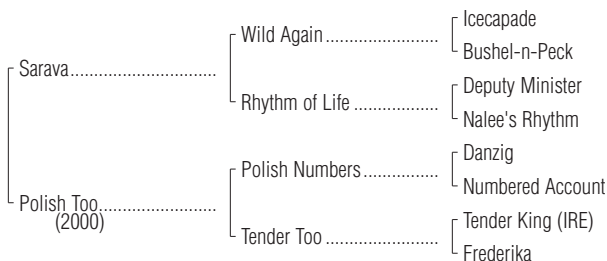 Icecapade
Wild Again
Bushel-n-Peck
Sarava
Deputy Minister
Rhythm of Life
Nalee's Rhythm
Danzig
Polish Numbers
Numbered Account
Polish Too
(2000)
Tender King (IRE)
Tender Too
Frederika